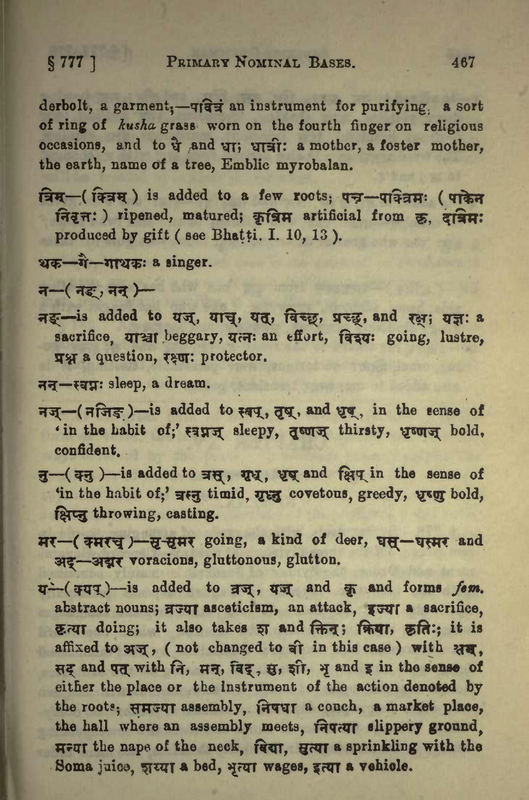 § 777 ] PRIMARY NOMINAL BASES. 467
derbolt, a garment;—पवित्रं an instrument for purifying, a sort
of ring of kusha grass worn on the fourth finger on religious
occasions, and to धे and धा; धात्री: a mother, a foster mother,
the earth, name of a tree, Emblic myrobalan.
त्रिम्—( क्त्रिम् ) is added to a few roots; पच्—पक्त्रिमः ( पाकेन
निवृत्तः ) ripened, matured; कृत्रिम artificial from कृ, दत्रिमः
produced by gift ( see Bhaṭṭi. I. 10, 13 ).
थक—गै—गाथकः a singer.
न—( नङ्, नन् )—
नङ्—is added to यज्, याच्, यत्, विच्छ्, प्रच्छ्, and रक्ष्; यज्ञः a
sacrifice, याच्ञा beggary, यत्नः an effort, विश्नः going, lustre,
प्रश्न a question, रक्ष्णः protector.
नन्—स्वप्नः sleep, a dream.
नज्—( नजिङ् )—is added to स्वप्, तृष्, and धृष्, in the sense of
‘in the habit of;’ स्वप्नज् sleepy, तृष्णज् thirsty, धृष्णज् bold,
confident.
नु—( क्नु )—is added to त्रस्, गृध्, धृष् and क्षिप् in the sense of
‘in the habit of;’ त्रस्नु timid, गृध्नु covetous, greedy, धृष्णु bold,
क्षिप्नु throwing, casting.
मर—( क्मरच् )—सृ-सृमर going, a kind of deer, घस्—घस्मर and
अद्—अद्मर voracious, gluttonous, glutton.
य—( क्यप् )—is added to व्रज्, यज् and कृ and forms fem.
abstract nouns; व्रज्या asceticism, an attack, इज्या a sacrifice,
कृत्या doing; it also takes श and क्तिन्; क्रिया, कृतिः; it is
affixed to अज्, ( not changed to वी in this case ) with
सद् and पत् with नि, मन्, विद्, सु, शी, भृ and इ in the sense of
either the place or the instrument of the action denoted by
the roots; समज्या assembly, निषद्या a couch, a market place,
the hall where an assembly meets, निपत्या slippery ground,
मन्या the nape of the neck, विद्या, सुत्या a sprinkling with the
Soma juice, शय्या a bed, भृत्या wages, इत्या a vehicle.